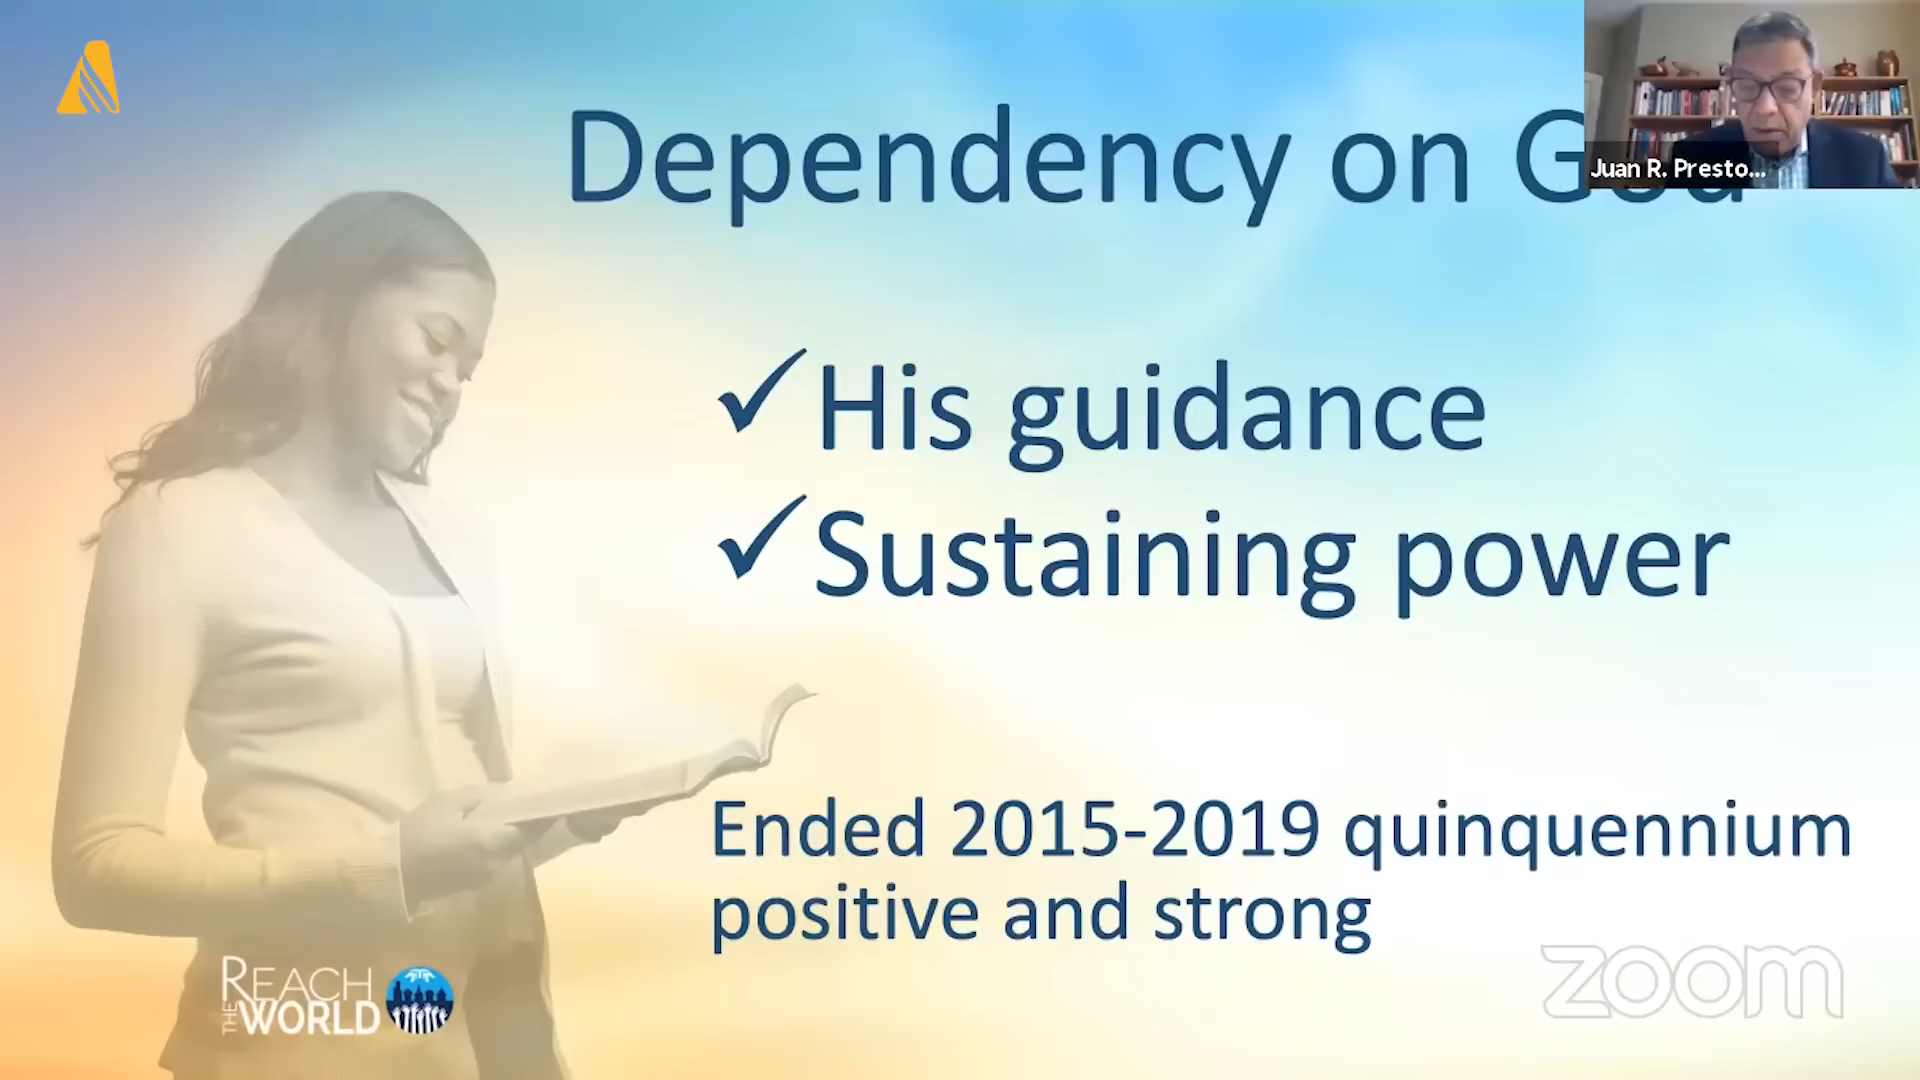 Dependency on God
Juan R. Presto...
His guidance
Sustaining power
Ended 2015-2019 quinquennium
positive and strong
REACH
THE WORLD
zoom